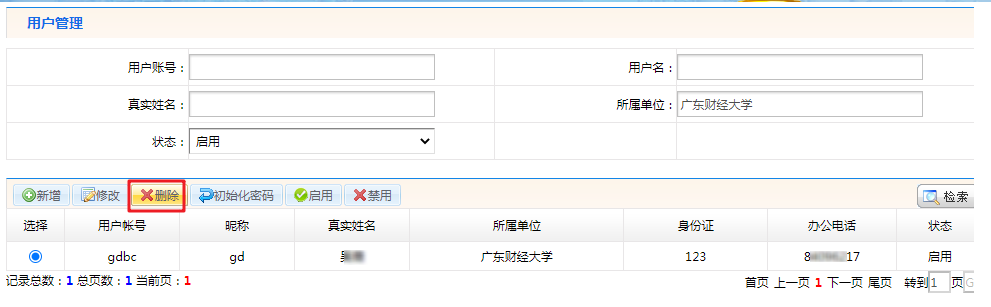 用户管理
用户账号： 用户名：
真实姓名： 所属单位： 广东财经大学
状态： 启用
新增 修改 删除 初始化密码 启用 禁用 检索
选择 用户帐号 昵称 真实姓名 所属单位 身份证 办公电话 状态
gdbc gd 广东财经大学 123 8 17 启用
记录总数：1 总页数：1 当前页：1 首页 上一页 1 下一页 尾页 转到 1 页 G